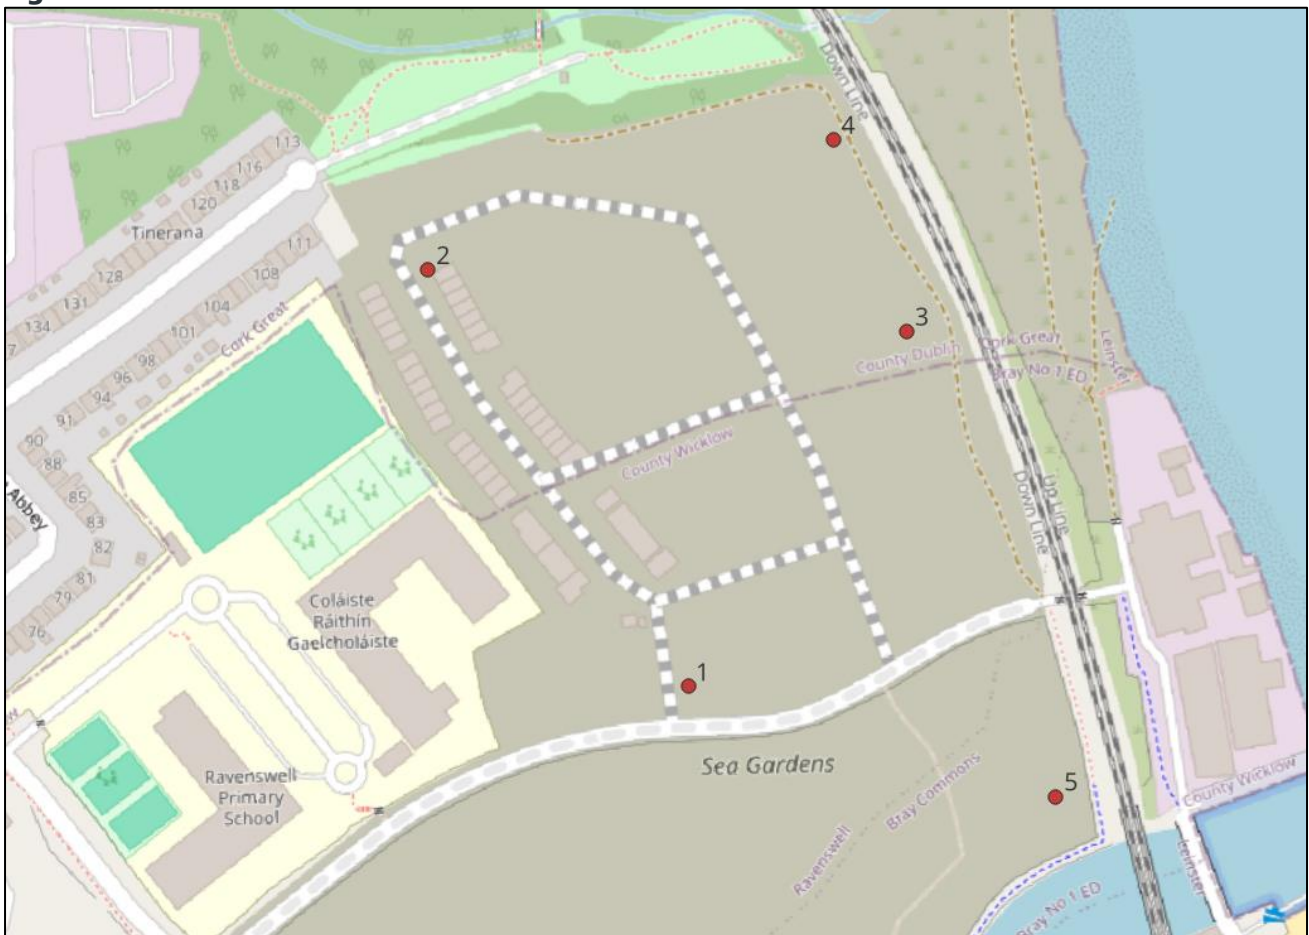 Down Line
113
116
118
120
Tinerana
128
131
134
7
111
108
104
101
98
96
94
91
90
88
85
83
82
81
79
76
Abbey
Cork Great
4
2
3
County Dublin
Cork Great
Bray No 1 ED
Leinster
County Wicklow
Up Line
Down Line
Coláiste
Ráithín
Gaelcholáiste
1
Sea Gardens
Ravenswell
Primary
School
5
Bray Commons
Ravenswell
County Wicklow
Leinster
Bray No 1 ED